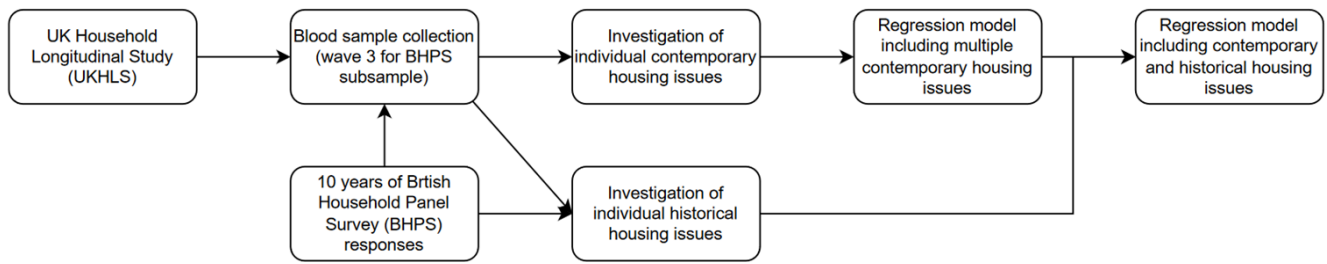 UK Household
Longitudinal Study
(UKHLS)
Blood sample collection
(wave 3 for BHPS
subsample)
Investigation of
individual contemporary
housing issues
Regression model
including multiple
contemporary housing
issues
Regression model
including contemporary
and historical housing
issues
10 years of Brtish
Household Panel
Survey (BHPS)
responses
Investigation of
individual historical
housing issues